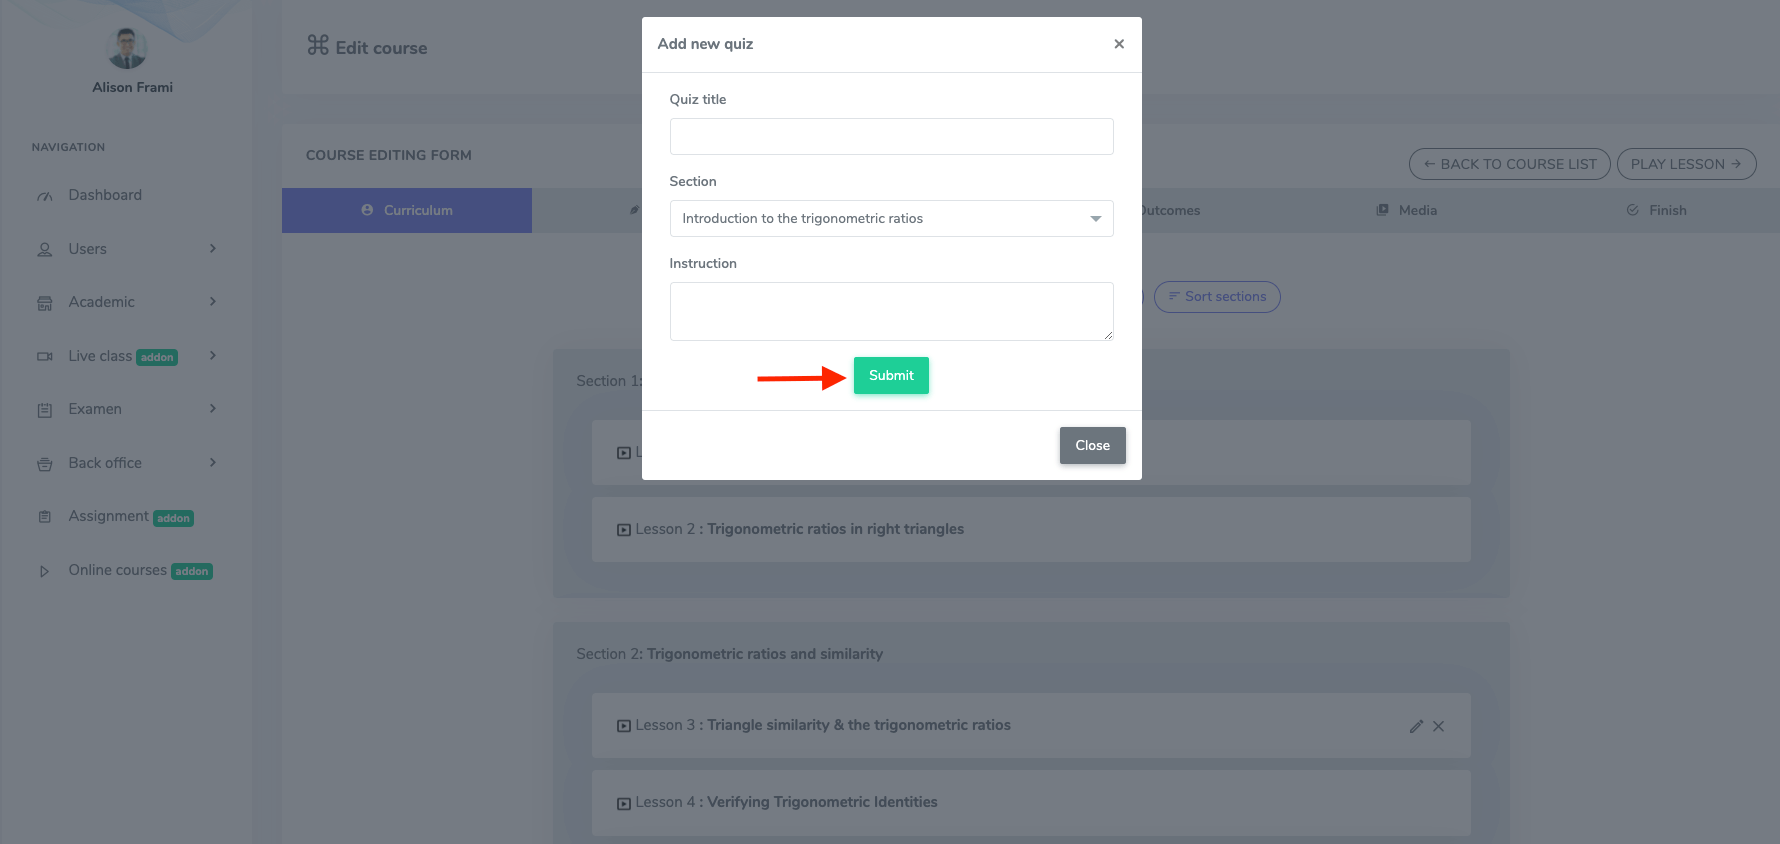 Alison Frami
NAVIGATION
Dashboard
Users
Academic
Live class addon
Examen
Back office
Assignment addon
Online courses addon
Edit course
COURSE EDITING FORM
← BACK TO COURSE LIST
PLAY LESSON →
Curriculum
Outcomes
Media
Finish
Sort sections
Add new quiz
×
Quiz title
Section
Introduction to the trigonometric ratios
Instruction
Submit
Close
Section 1:
Lesson 2 : Trigonometric ratios in right triangles
Section 2: Trigonometric ratios and similarity
Lesson 3 : Triangle similarity & the trigonometric ratios
Lesson 4 : Verifying Trigonometric Identities